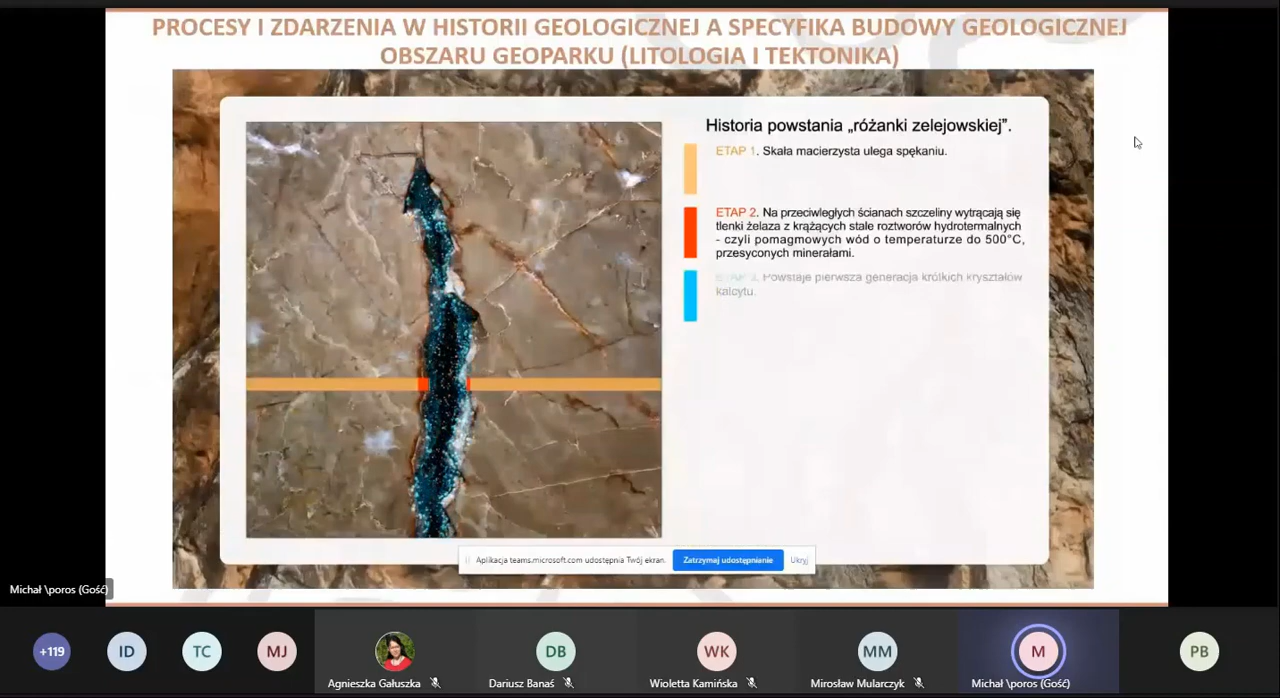 PROCESY I ZDARZENIA W HISTORII GEOLOGICZNEJ A SPECYFIKA BUDOWY GEOLOGICZNEJ
OBSZARU GEOPARKU (LITOLOGIA I TEKTONIKA)
Historia powstania „różanki zelejowskiej”.
ETAP 1. Skała macierzysta ulega spękaniu.
ETAP 2. Na przeciwległych ścianach szczeliny wytrącają się
tlenki żelaza z krążących stale roztworów hydrotermalnych
- czyli pomagmowych wód o temperaturze do 500°C,
przesyconych minerałami.
ETAP 3. Powstaje pierwsza generacja krótkich kryształów
kalcytu.
Aplikacja teams.microsoft.com udostępnia Twój ekran.
Zatrzymaj udostępnianie
Ukryj
Michał \poros (Gość)
+119
ID
TC
MJ
Agnieszka Gałuszka
DB
Dariusz Banaś
WK
Wioletta Kamińska
MM
Mirosław Mularczyk
M
Michał \poros (Gość)
PB